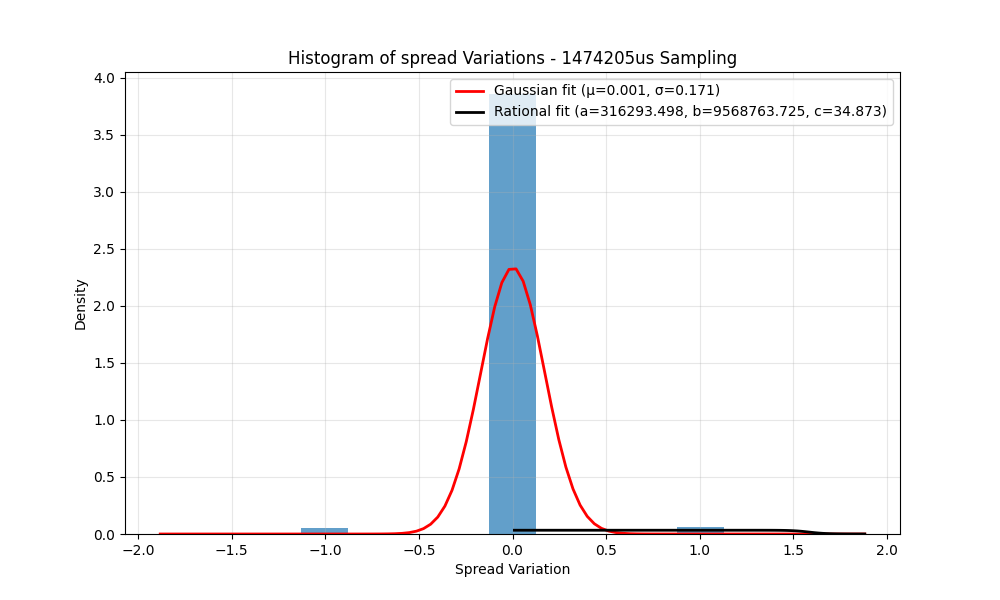 Histogram of spread Variations - 1474205us Sampling
Gaussian fit (μ=0.001, σ=0.171)
Rational fit (a=316293.498, b=9568763.725, c=34.873)
4.0
3.5
3.0
2.5
2.0
1.5
1.0
0.5
0.0
Density
−2.0 −1.5 −1.0 −0.5 0.0 0.5 1.0 1.5 2.0
Spread Variation